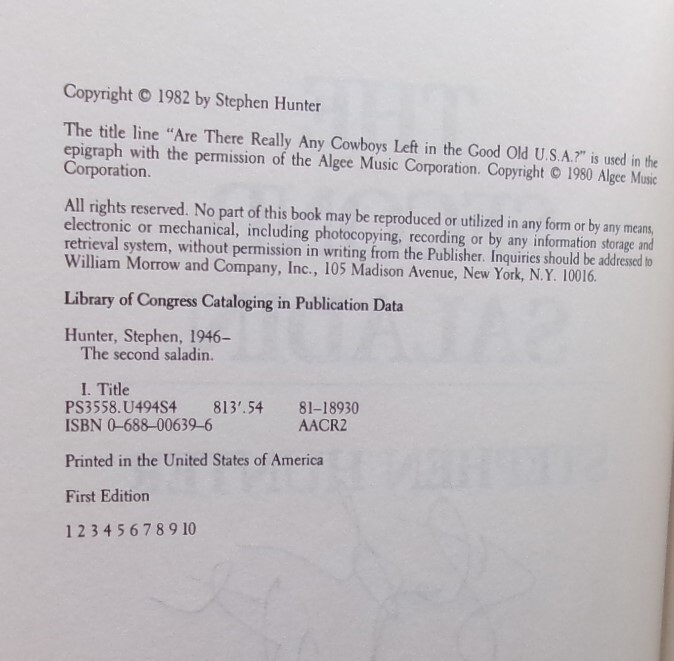 Copyright © 1982 by Stephen Hunter
The title line "Are There Really Any Cowboys Left in the Good Old U.S.A.?" is used in the
epigraph with the permission of the Algee Music Corporation. Copyright © 1980 Algee Music
Corporation.
All rights reserved. No part of this book may be reproduced or utilized in any form or by any means,
electronic or mechanical, including photocopying, recording or by any information storage and
retrieval system, without permission in writing from the Publisher. Inquiries should be addressed to
William Morrow and Company, Inc., 105 Madison Avenue, New York, N.Y. 10016.
Library of Congress Cataloging in Publication Data
Hunter, Stephen, 1946–
The second saladin.
I. Title
PS3558.U494S4 813'.54 81–18930
ISBN 0–688–00639–6 AACR2
Printed in the United States of America
First Edition
1 2 3 4 5 6 7 8 9 10
THE
SECOND
SALADIN
STEPHEN HUNTER